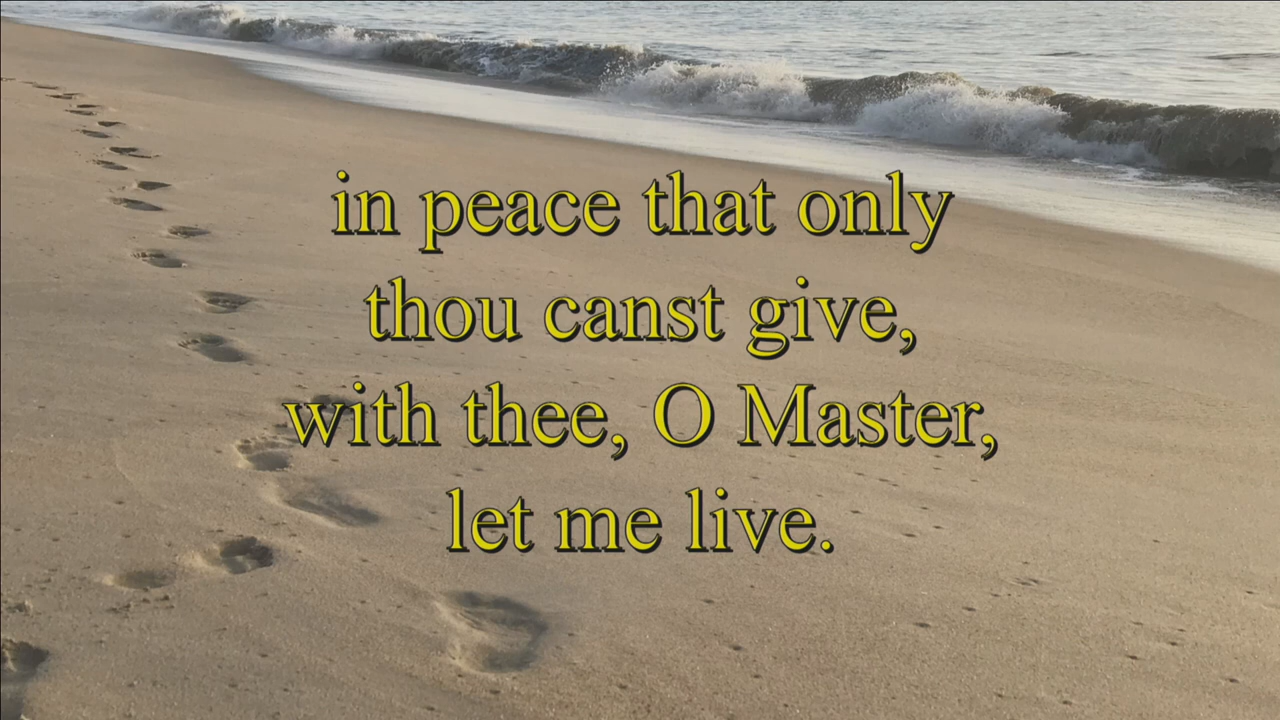 in peace that only
thou canst give,
with thee, O Master,
let me live.